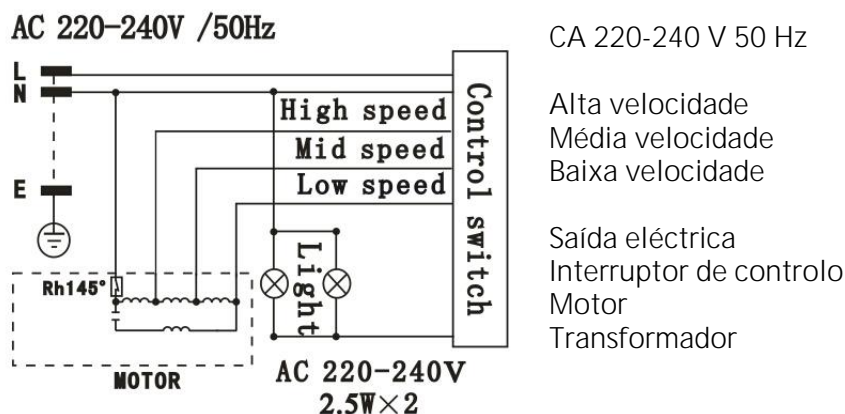 AC 220-240V /50Hz
L
N
E
High speed
Mid speed
Low speed
Control switch
Light
Rh145°
MOTOR
AC 220-240V
2.5W×2
CA 220-240 V 50 Hz
Alta velocidade
Média velocidade
Baixa velocidade
Saída eléctrica
Interruptor de controlo
Motor
Transformador